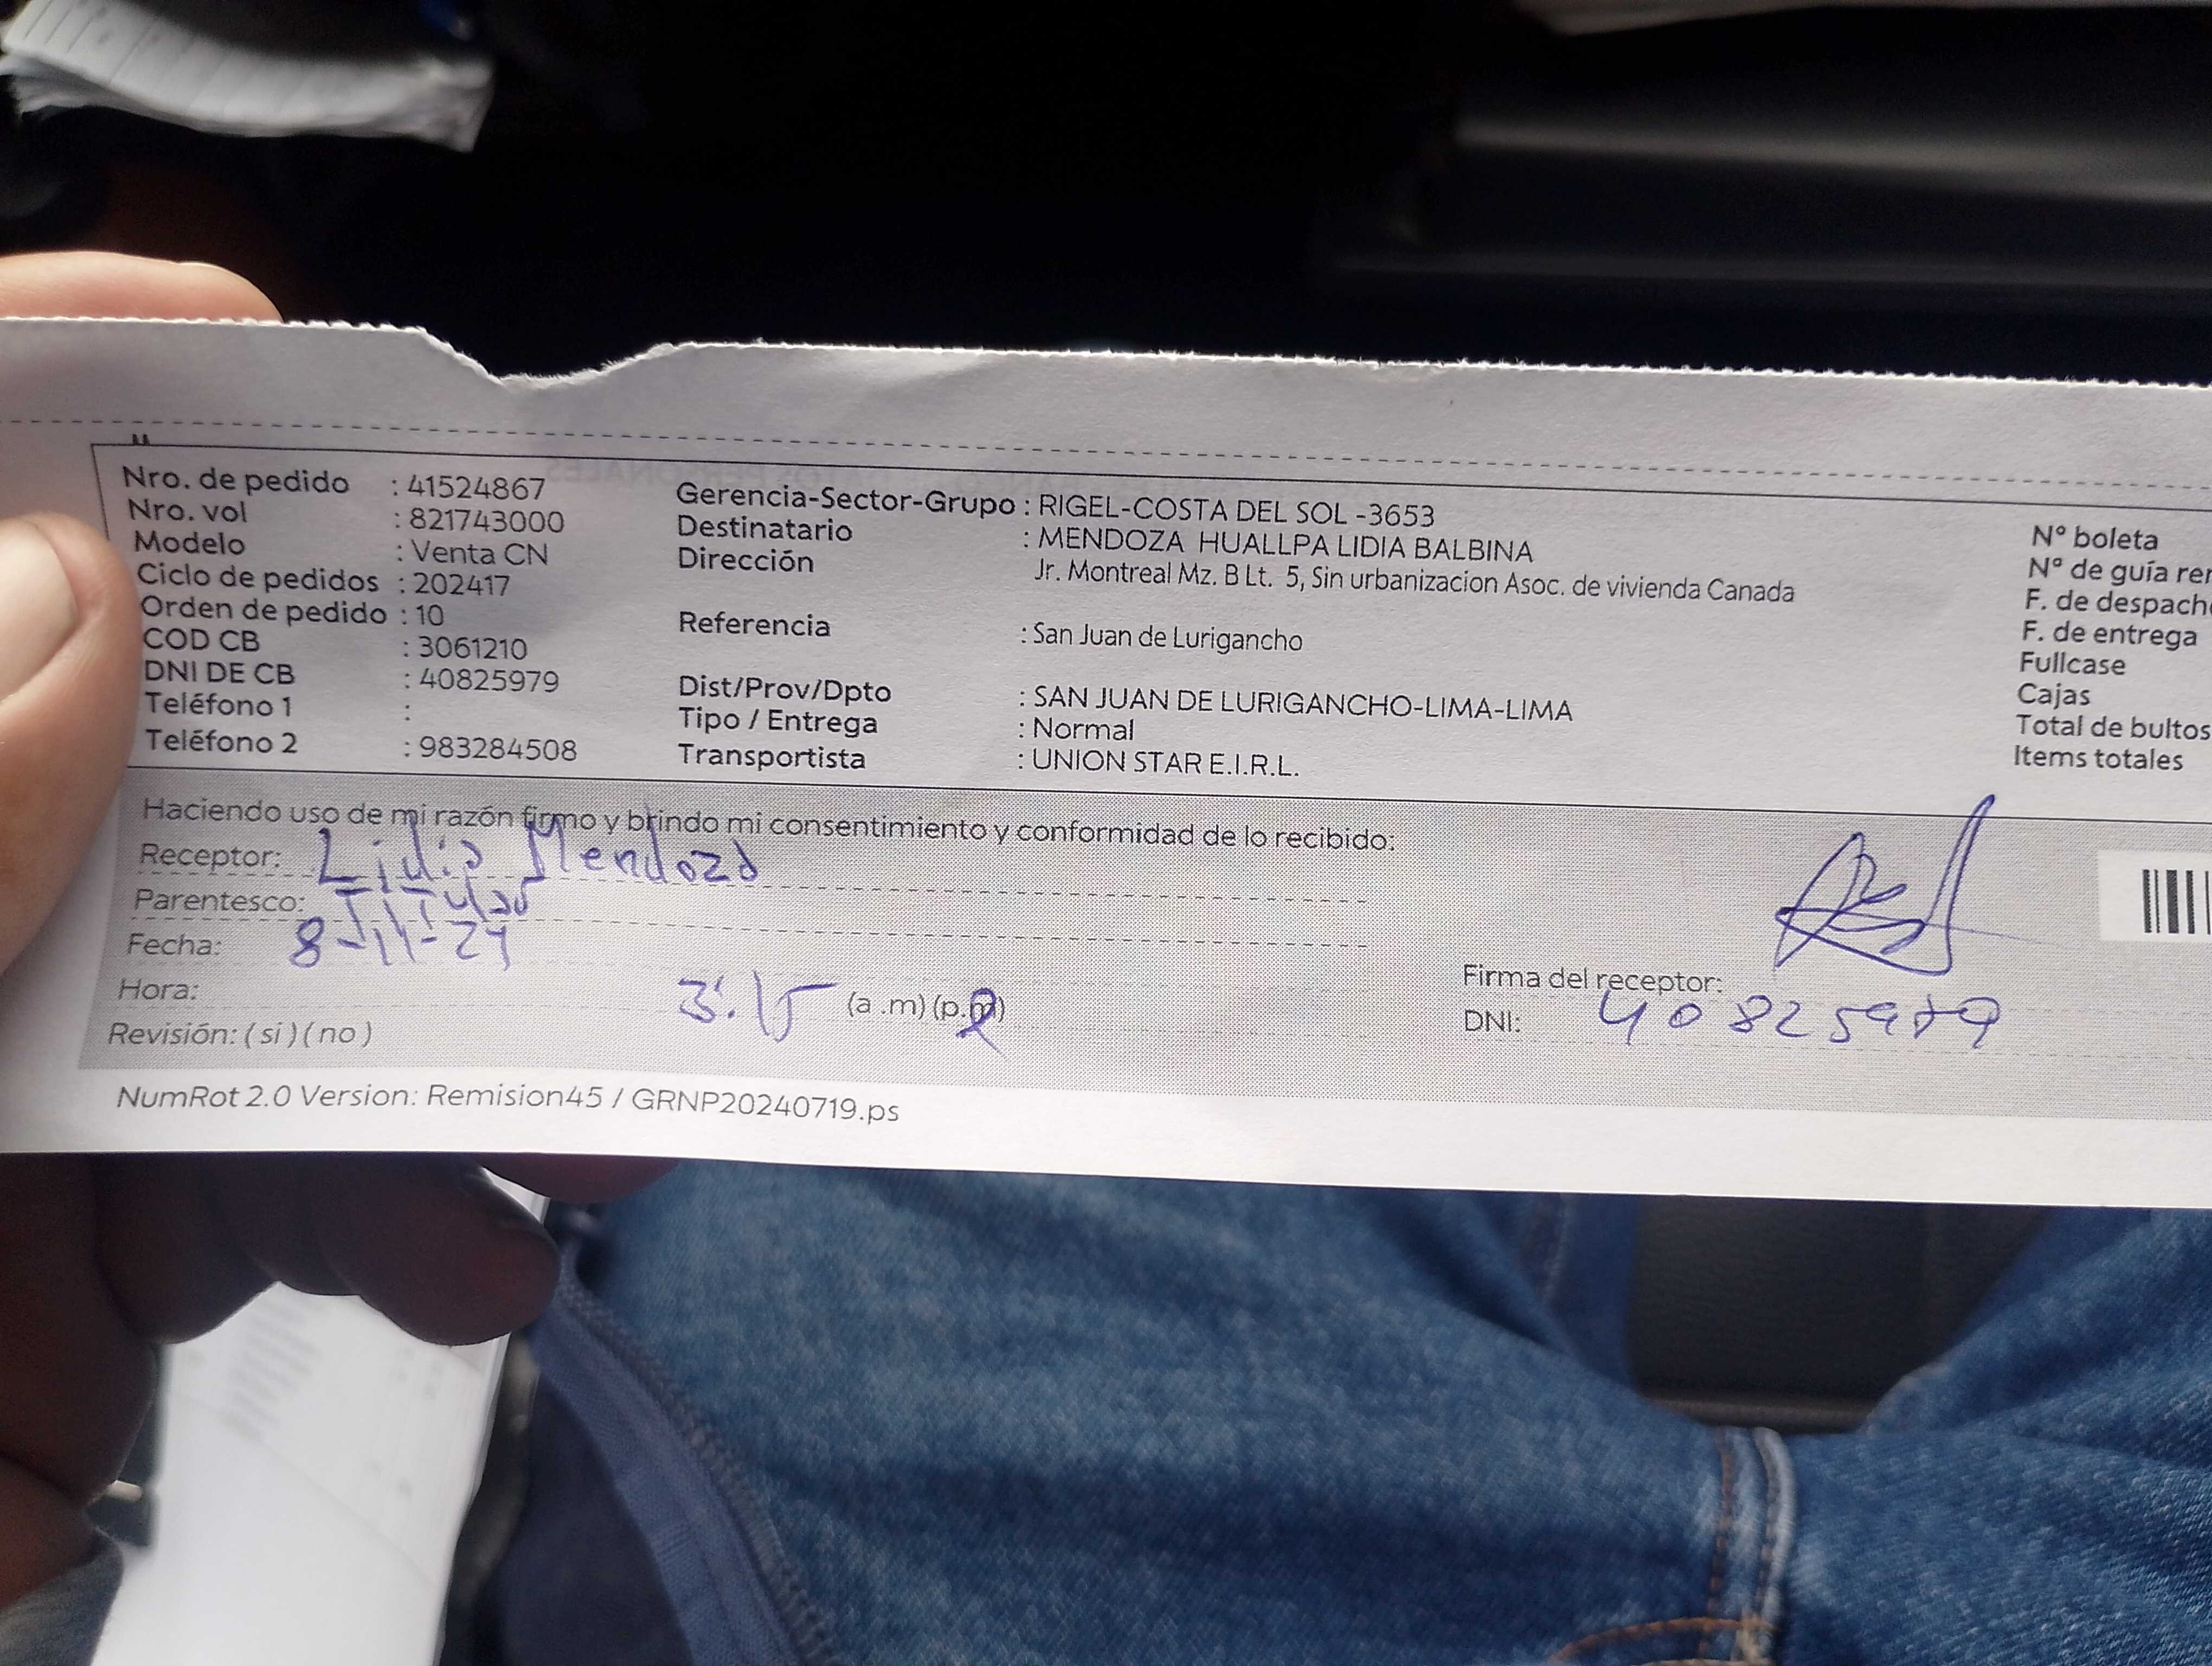 Nro. de pedido : 41524867
Nro. vol : 821743000
Modelo : Venta CN
Ciclo de pedidos : 202417
Orden de pedido : 10
COD CB : 3061210
DNI DE CB : 40825979
Teléfono 1 :
Teléfono 2 : 983284508
Gerencia-Sector-Grupo : RIGEL-COSTA DEL SOL -3653
Destinatario : MENDOZA HUALLPA LIDIA BALBINA
Dirección Jr. Montreal Mz. B Lt. 5, Sin urbanizacion Asoc. de vivienda Canada
Referencia : San Juan de Lurigancho
Dist/Prov/Dpto : SAN JUAN DE LURIGANCHO-LIMA-LIMA
Tipo / Entrega : Normal
Transportista : UNION STAR E.I.R.L.
Nº boleta
Nº de guía rer
F. de despacho
F. de entrega
Fullcase
Cajas
Total de bultos
Items totales
Haciendo uso de mi razón firmo y brindo mi consentimiento y conformidad de lo recibido:
Receptor: Lidia Mendoza
Parentesco: Titular
Fecha: 8-11-24
Hora: 3:15 (a .m) (p.m)
Revisión: ( si ) ( no )
Firma del receptor:
DNI: 40825979
NumRot 2.0 Version: Remision45 / GRNP20240719.ps